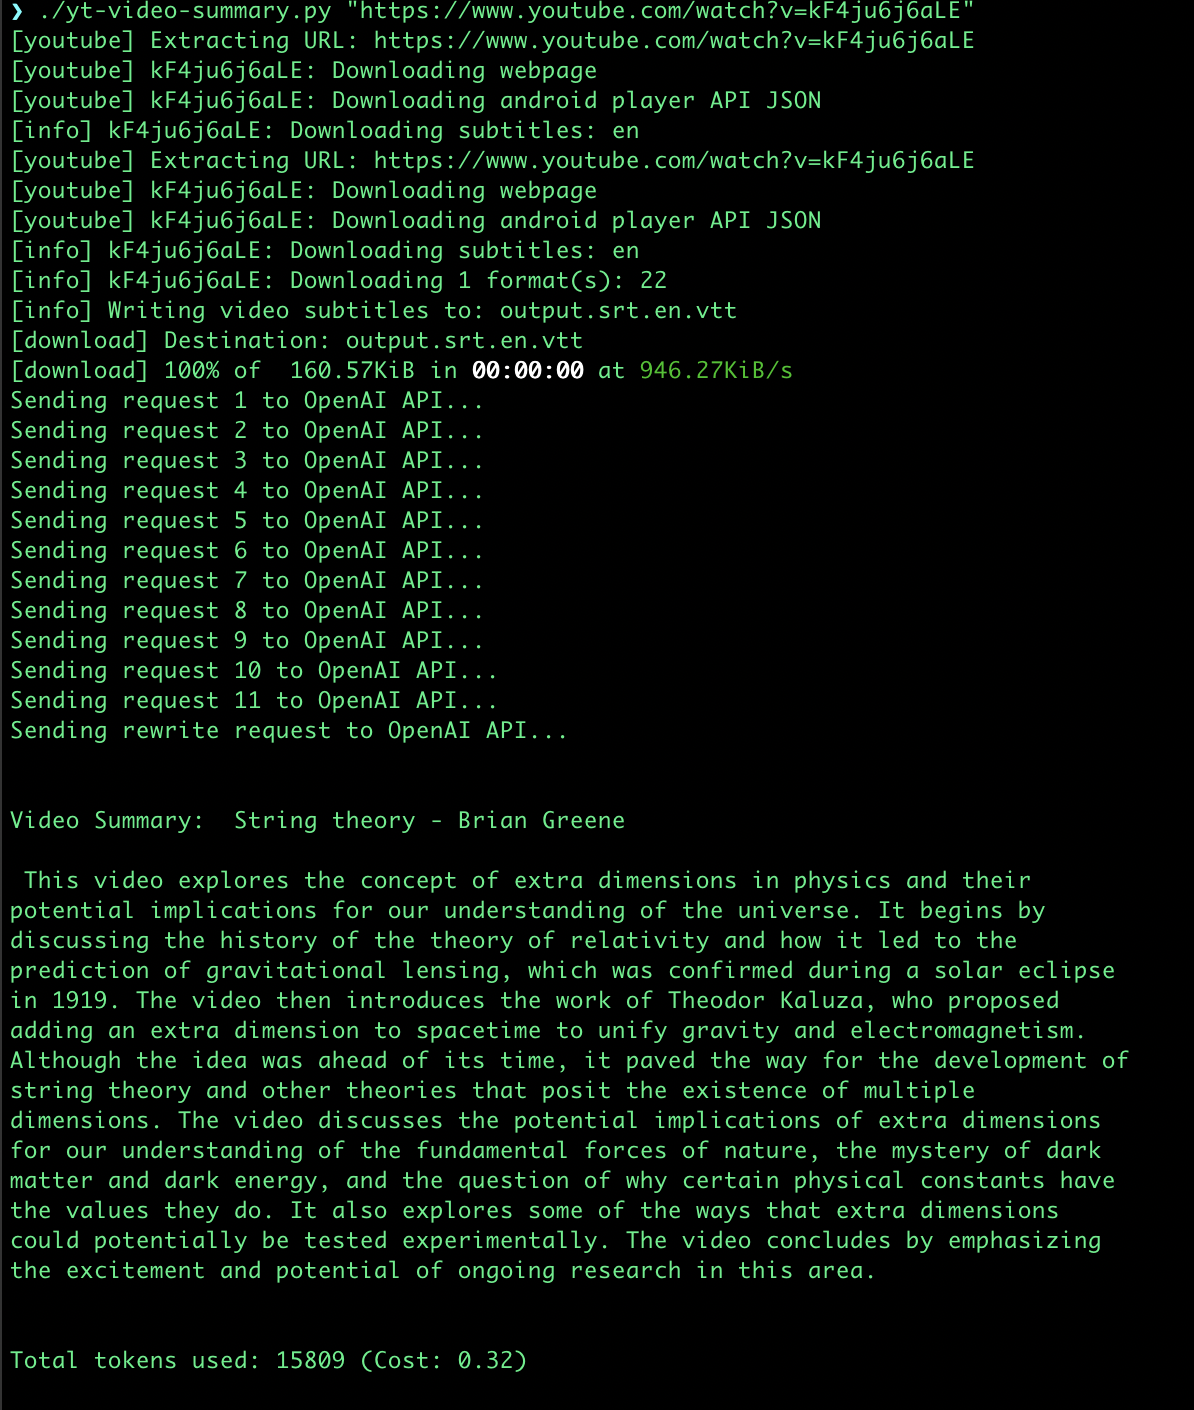 ❯ ./yt-video-summary.py "https://www.youtube.com/watch?v=kF4ju6j6aLE"
[youtube] Extracting URL: https://www.youtube.com/watch?v=kF4ju6j6aLE
[youtube] kF4ju6j6aLE: Downloading webpage
[youtube] kF4ju6j6aLE: Downloading android player API JSON
[info] kF4ju6j6aLE: Downloading subtitles: en
[youtube] Extracting URL: https://www.youtube.com/watch?v=kF4ju6j6aLE
[youtube] kF4ju6j6aLE: Downloading webpage
[youtube] kF4ju6j6aLE: Downloading android player API JSON
[info] kF4ju6j6aLE: Downloading subtitles: en
[info] kF4ju6j6aLE: Downloading 1 format(s): 22
[info] Writing video subtitles to: output.srt.en.vtt
[download] Destination: output.srt.en.vtt
[download] 100% of  160.57KiB in 00:00:00 at 946.27KiB/s
Sending request 1 to OpenAI API...
Sending request 2 to OpenAI API...
Sending request 3 to OpenAI API...
Sending request 4 to OpenAI API...
Sending request 5 to OpenAI API...
Sending request 6 to OpenAI API...
Sending request 7 to OpenAI API...
Sending request 8 to OpenAI API...
Sending request 9 to OpenAI API...
Sending request 10 to OpenAI API...
Sending request 11 to OpenAI API...
Sending rewrite request to OpenAI API...
Video Summary:  String theory - Brian Greene
This video explores the concept of extra dimensions in physics and their
potential implications for our understanding of the universe. It begins by
discussing the history of the theory of relativity and how it led to the
prediction of gravitational lensing, which was confirmed during a solar eclipse
in 1919. The video then introduces the work of Theodor Kaluza, who proposed
adding an extra dimension to spacetime to unify gravity and electromagnetism.
Although the idea was ahead of its time, it paved the way for the development of
string theory and other theories that posit the existence of multiple
dimensions. The video discusses the potential implications of extra dimensions
for our understanding of the fundamental forces of nature, the mystery of dark
matter and dark energy, and the question of why certain physical constants have
the values they do. It also explores some of the ways that extra dimensions
could potentially be tested experimentally. The video concludes by emphasizing
the excitement and potential of ongoing research in this area.
Total tokens used: 15809 (Cost: 0.32)